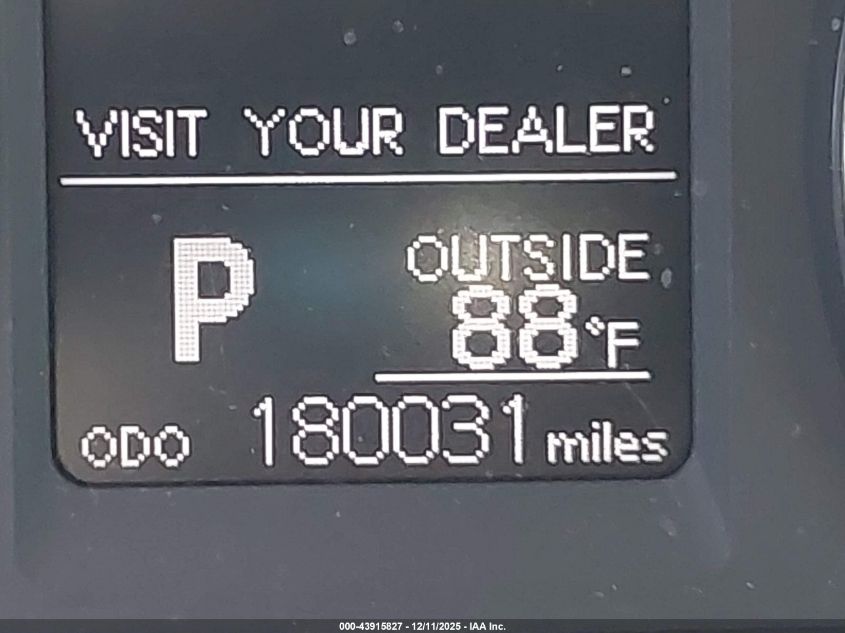 VISIT YOUR DEALER
P
OUTSIDE
88°F
ODO 180031 miles
000-43915827 - 12/11/2025 - IAA Inc.